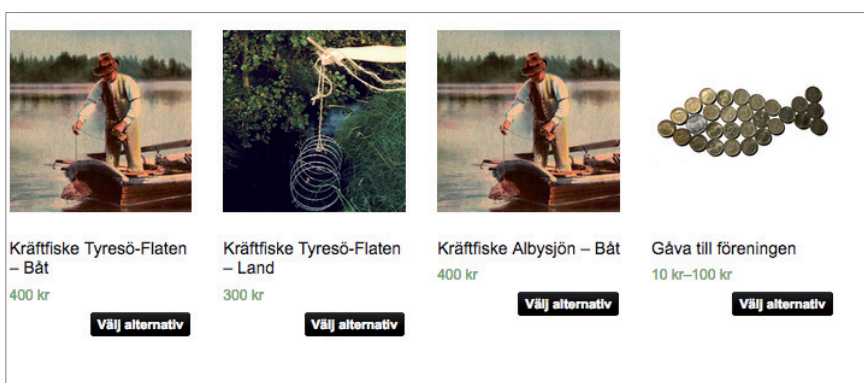 Kräftfiske Tyresö-Flaten
– Båt
400 kr
Välj alternativ
Kräftfiske Tyresö-Flaten
– Land
300 kr
Välj alternativ
Kräftfiske Albysjön – Båt
400 kr
Välj alternativ
Gåva till föreningen
10 kr–100 kr
Välj alternativ